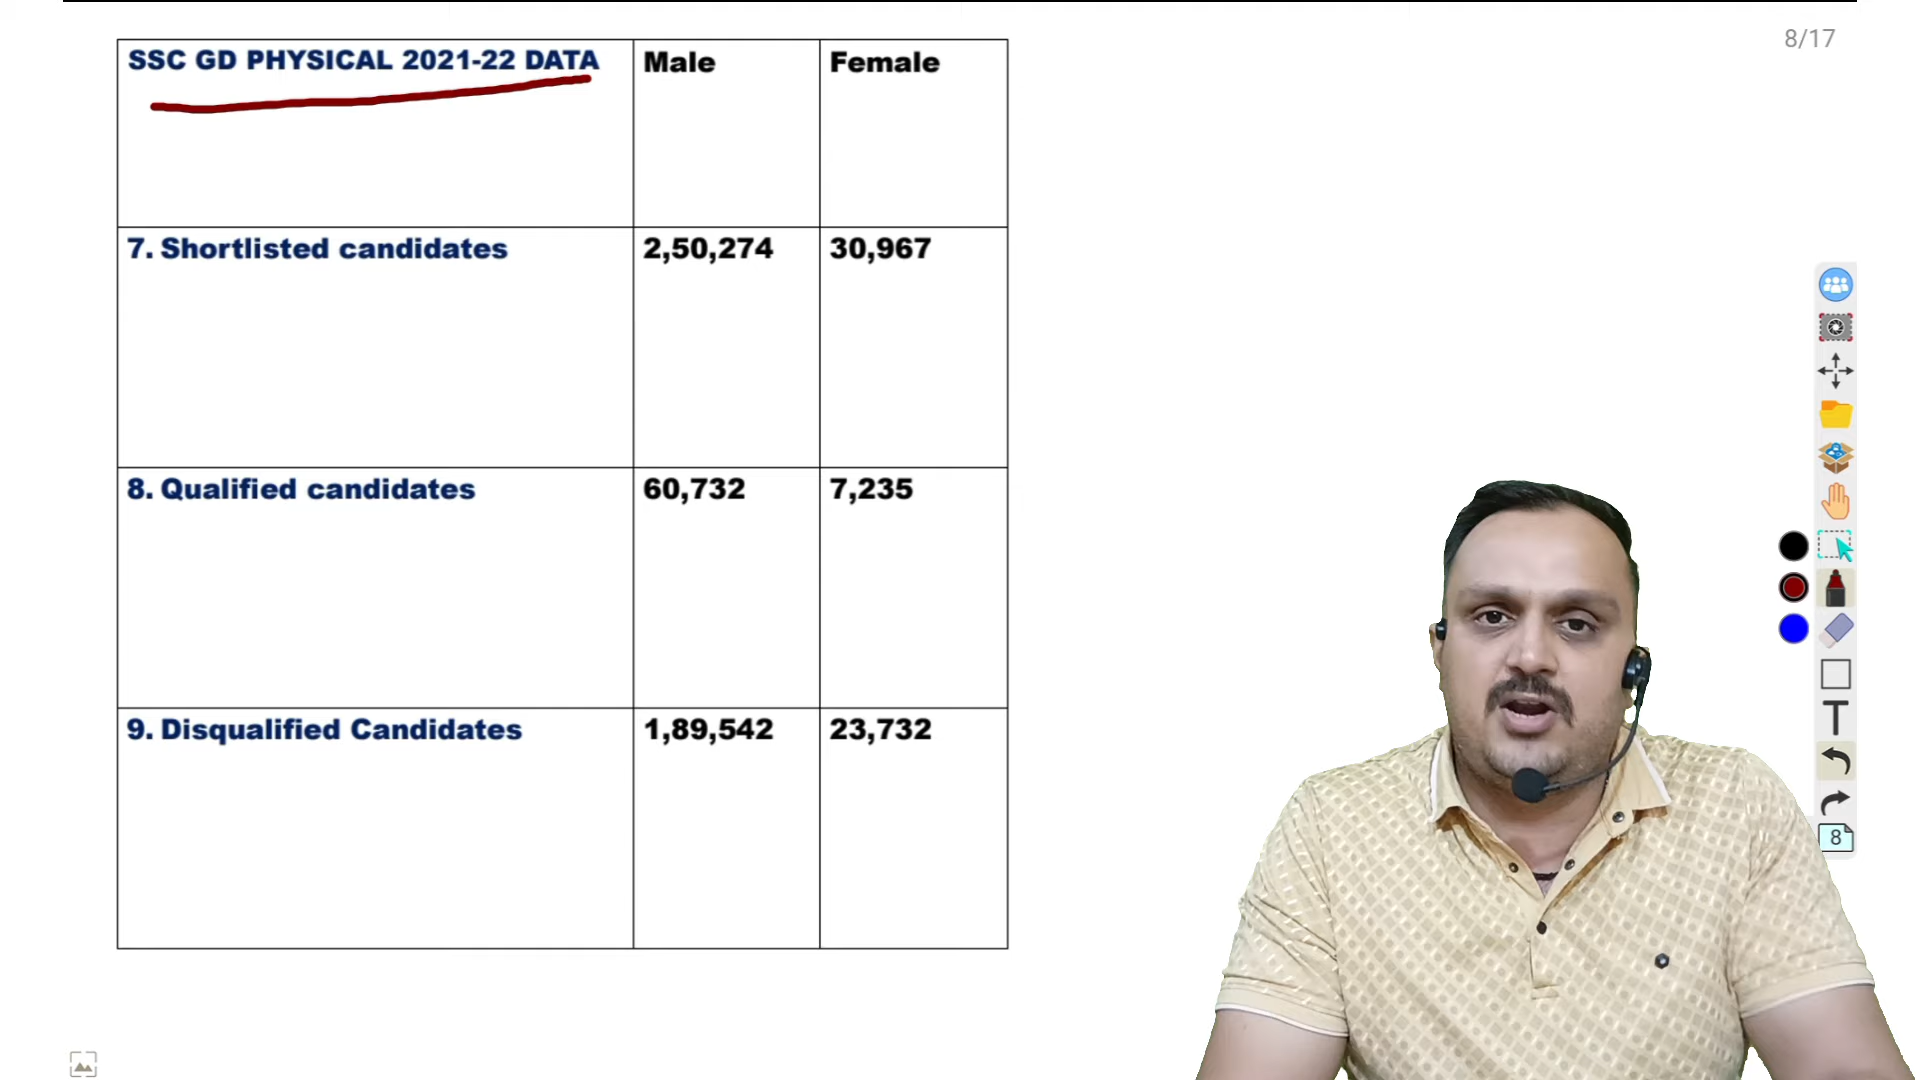 8/17
SSC GD PHYSICAL 2021-22 DATA Male Female
7. Shortlisted candidates 2,50,274 30,967
8. Qualified candidates 60,732 7,235
9. Disqualified Candidates 1,89,542 23,732
T
8